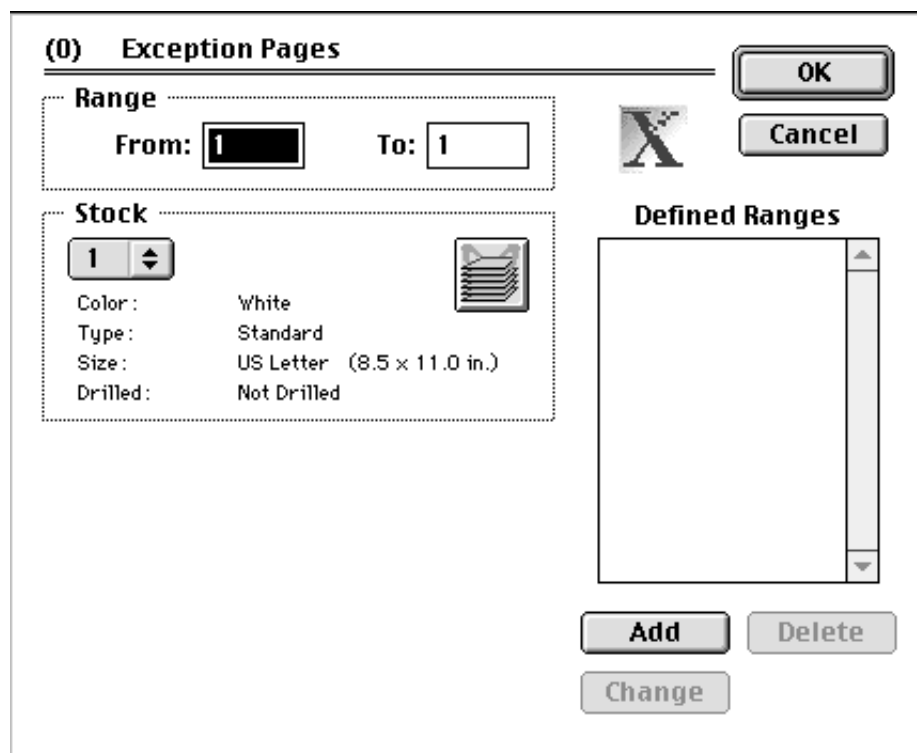 (0) Exception Pages
OK
Range
From: 1 To: 1
X
Cancel
Stock
Defined Ranges
1
Color: White
Type: Standard
Size: US Letter (8.5 x 11.0 in.)
Drilled: Not Drilled
Add Delete
Change